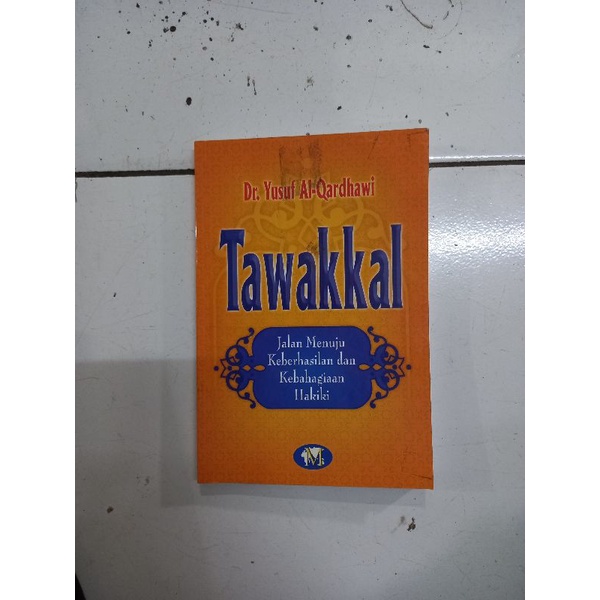 Dr. Yusuf Al-Qardhawi
Tawakkal
Jalan Menuju
Keberhasilan dan
Kebahagiaan
Hakiki